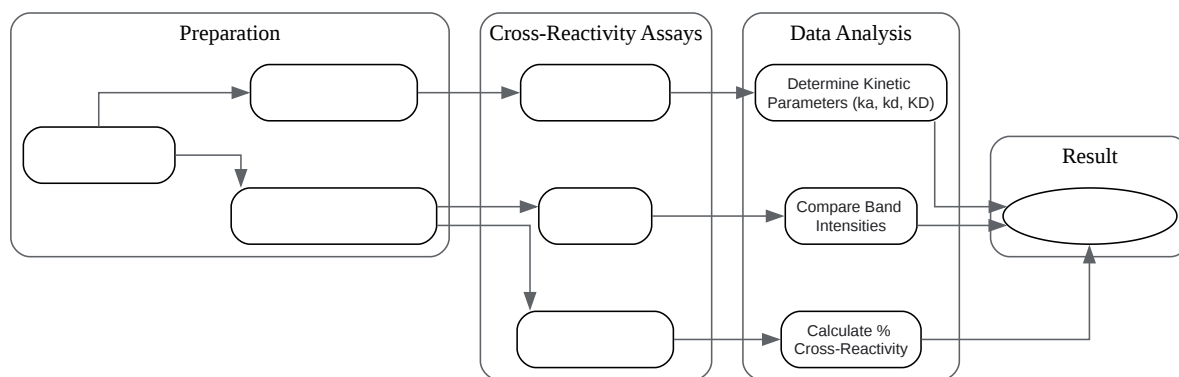 Preparation
Cross-Reactivity Assays
Data Analysis
Determine Kinetic
Parameters (ka, kd, KD)
Result
Compare Band
Intensities
Calculate %
Cross-Reactivity